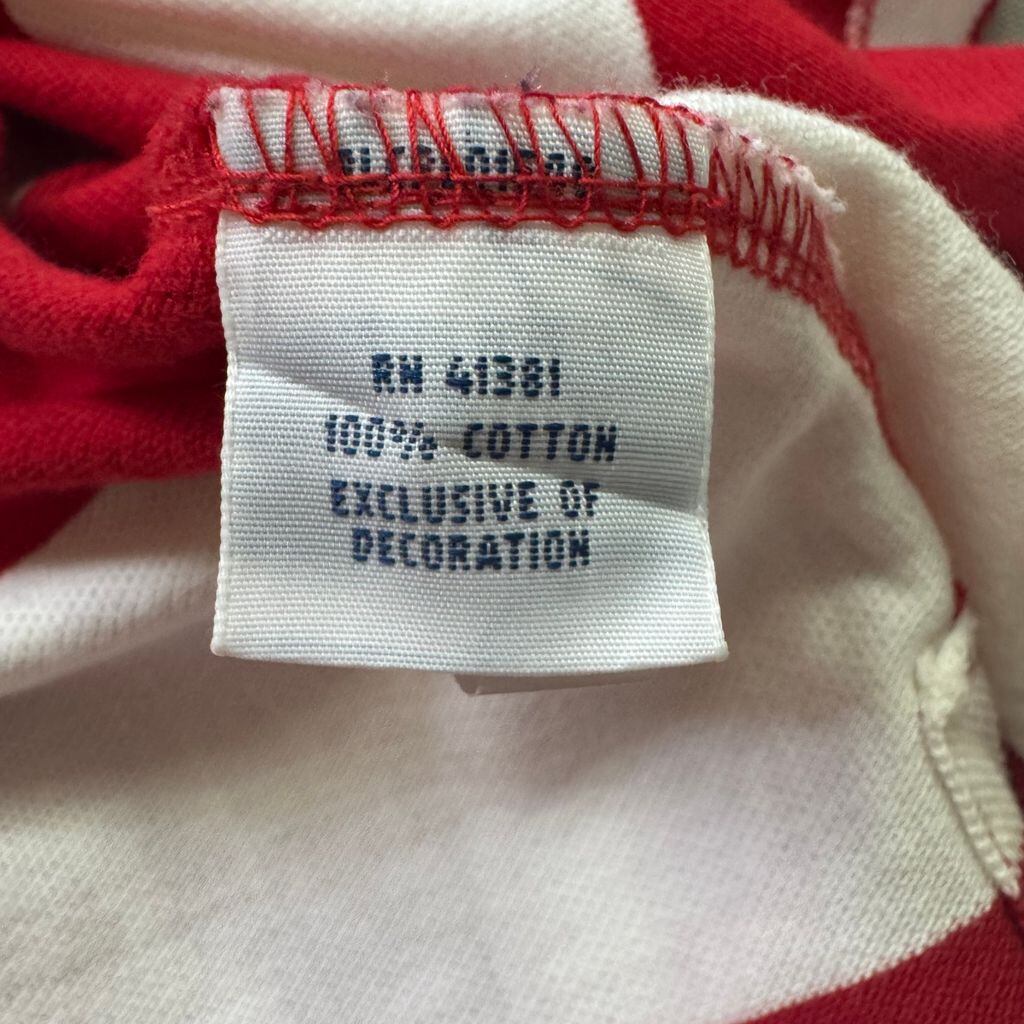 RN 41381
100% COTTON
EXCLUSIVE OF
DECORATION